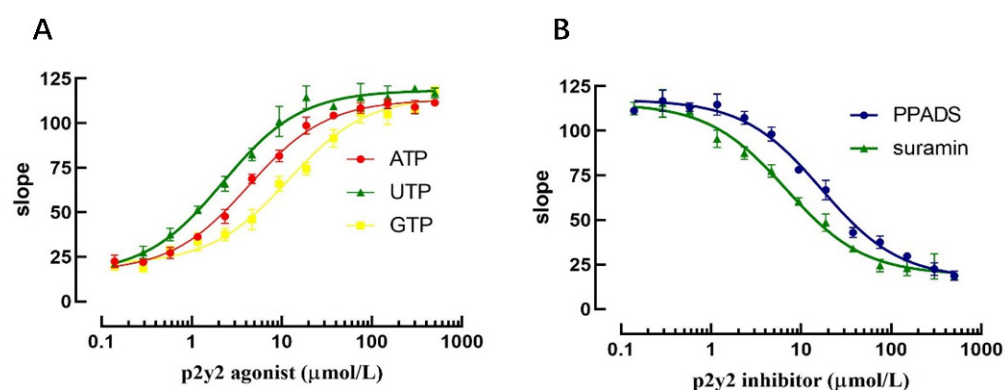 A
slope
125
100
75
50
25
0
ATP
UTP
GTP
0.1 1 10 100 1000
p2y2 agonist (μmol/L)
B
slope
125
100
75
50
25
0
PPADS
suramin
0.1 1 10 100 1000
p2y2 inhibitor (μmol/L)